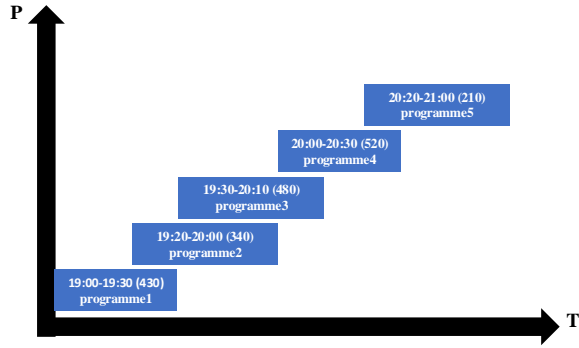 P
20:20-21:00 (210)
programme5
20:00-20:30 (520)
programme4
19:30-20:10 (480)
programme3
19:20-20:00 (340)
programme2
19:00-19:30 (430)
programme1
T